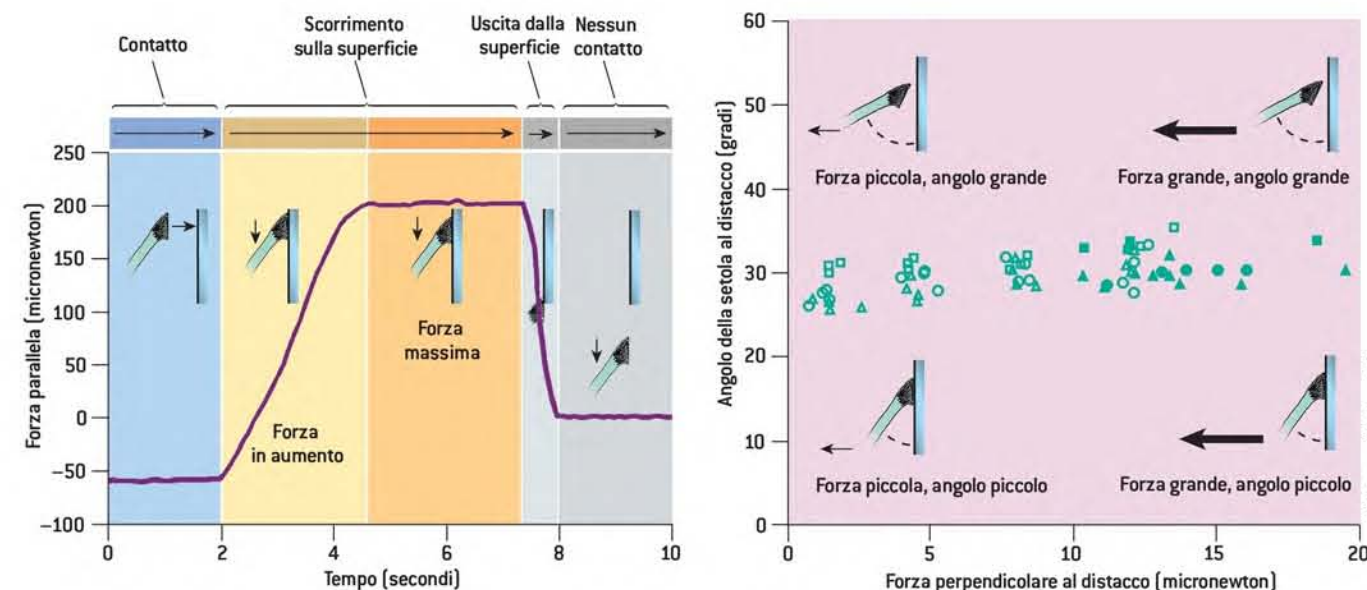 Contatto
Scorrimento
sulla superficie
Uscita dalla
superficie
Nessun
contatto
Forza parallela (micronewton)
250
200
150
100
50
0
–50
–100
Forza
in aumento
Forza
massima
0
2
4
6
8
10
Tempo (secondi)
Angolo della setola al distacco (gradi)
60
50
40
30
20
10
0
Forza piccola, angolo grande
Forza grande, angolo grande
Forza piccola, angolo piccolo
Forza grande, angolo piccolo
0
5
10
15
20
Forza perpendicolare al distacco (micronewton)